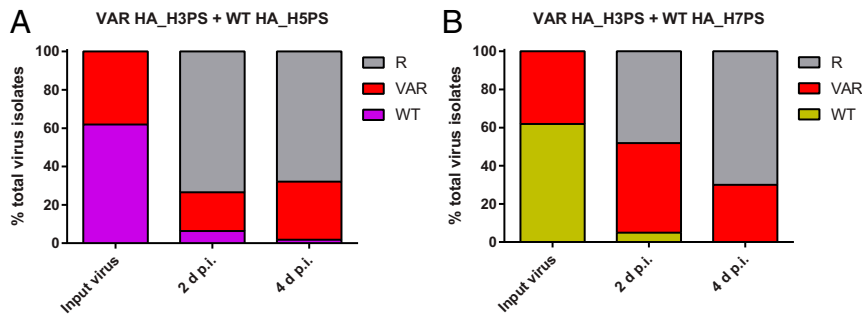 A
VAR HA_H3PS + WT HA_H5PS
% total virus isolates
100
80
60
40
20
0
Input virus
2 d p.i.
4 d p.i.
R
VAR
WT
B
VAR HA_H3PS + WT HA_H7PS
% total virus isolates
100
80
60
40
20
0
Input virus
2 d p.i.
4 d p.i.
R
VAR
WT